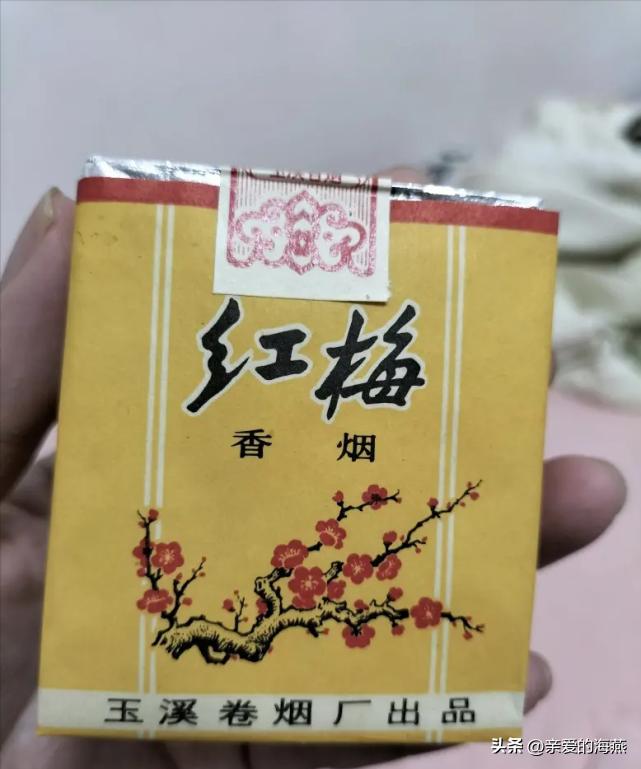 红梅
香烟
玉溪卷烟厂出品
头条 @亲爱的海燕